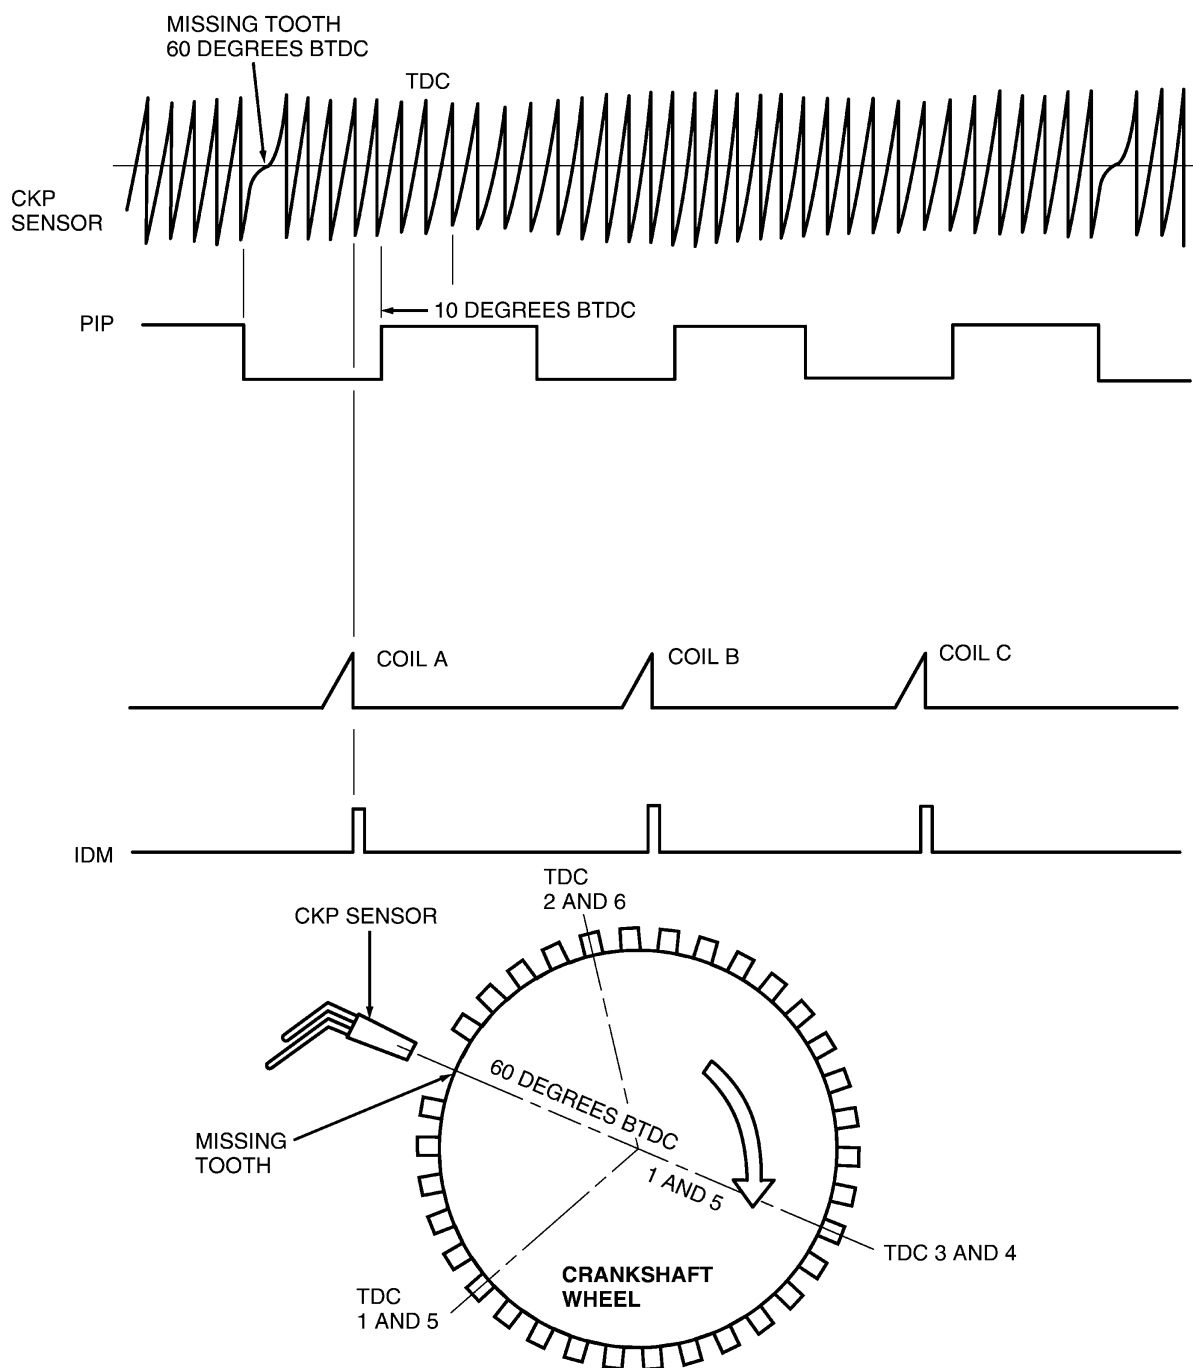 MISSING TOOTH
60 DEGREES BTDC
TDC
CKP
SENSOR
10 DEGREES BTDC
PIP
COIL A
COIL B
COIL C
IDM
TDC
2 AND 6
CKP SENSOR
60 DEGREES BTDC
1 AND 5
MISSING
TOOTH
TDC 3 AND 4
CRANKSHAFT
WHEEL
TDC
1 AND 5